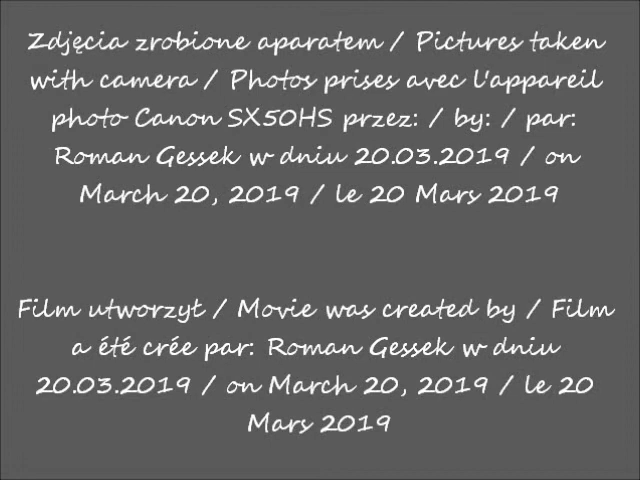 Zdjęcia zrobione aparatem / Pictures taken
with camera / Photos prises avec l'appareil
photo Canon SX50HS przez: / by: / par:
Roman Gessek w dniu 20.03.2019 / on
March 20, 2019 / le 20 Mars 2019
Film utworzył / Movie was created by / Film
a été crée par: Roman Gessek w dniu
20.03.2019 / on March 20, 2019 / le 20
Mars 2019